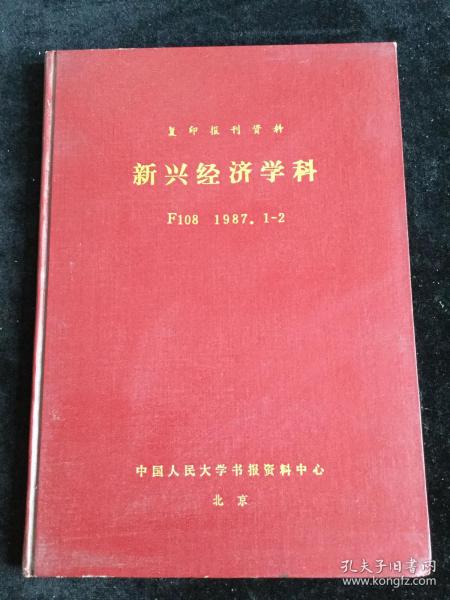 复印报刊资料
新兴经济学科
F108 1987。1-2
中国人民大学书报资料中心
北京
孔夫子旧书网
www.kongfz.com